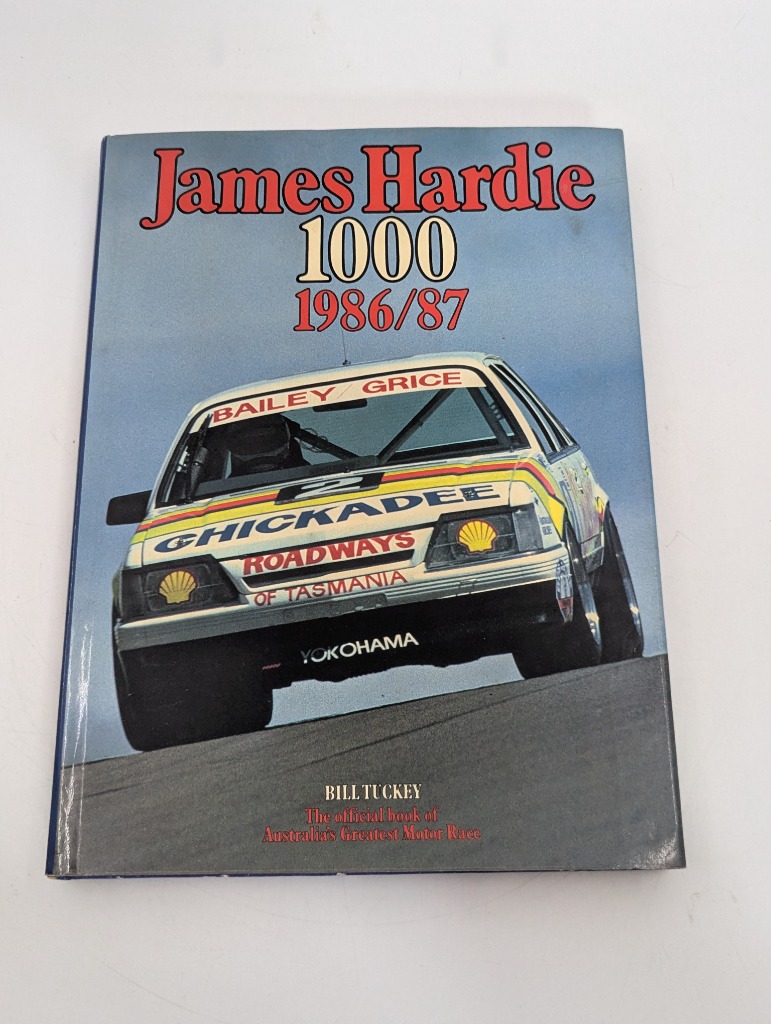 James Hardie
1000
1986/87
BAILEY / GRICE
2
CHICKADEE
ROADWAYS
OF TASMANIA
YOKOHAMA
BILL TUCKEY
The official book of
Australia's Greatest Motor Race